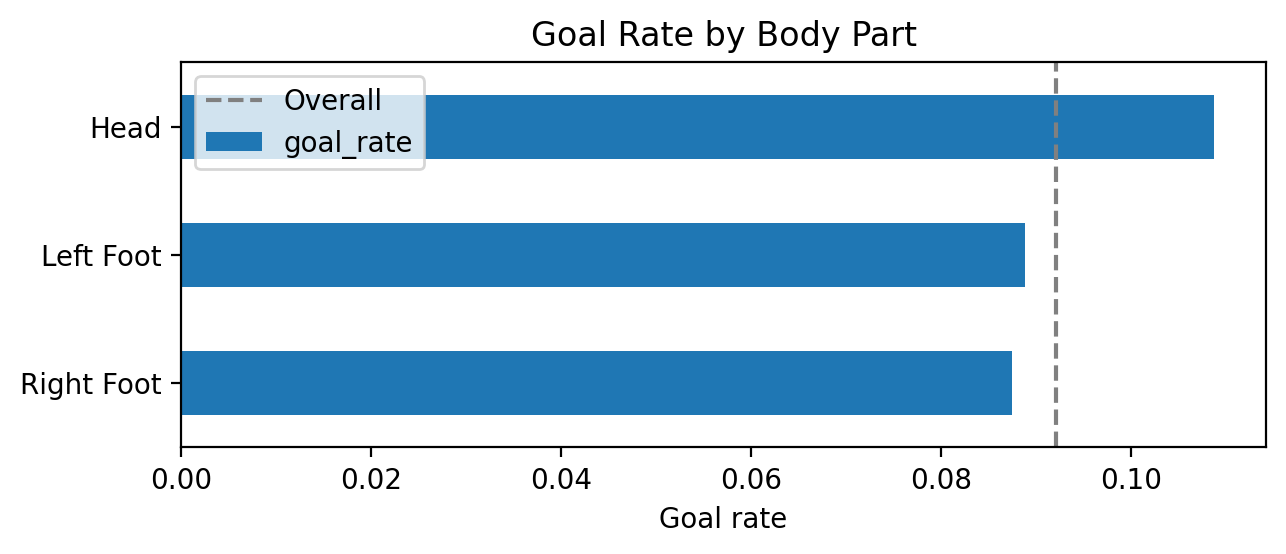 Goal Rate by Body Part
Overall
goal_rate
Head
Left Foot
Right Foot
0.00 0.02 0.04 0.06 0.08 0.10
Goal rate